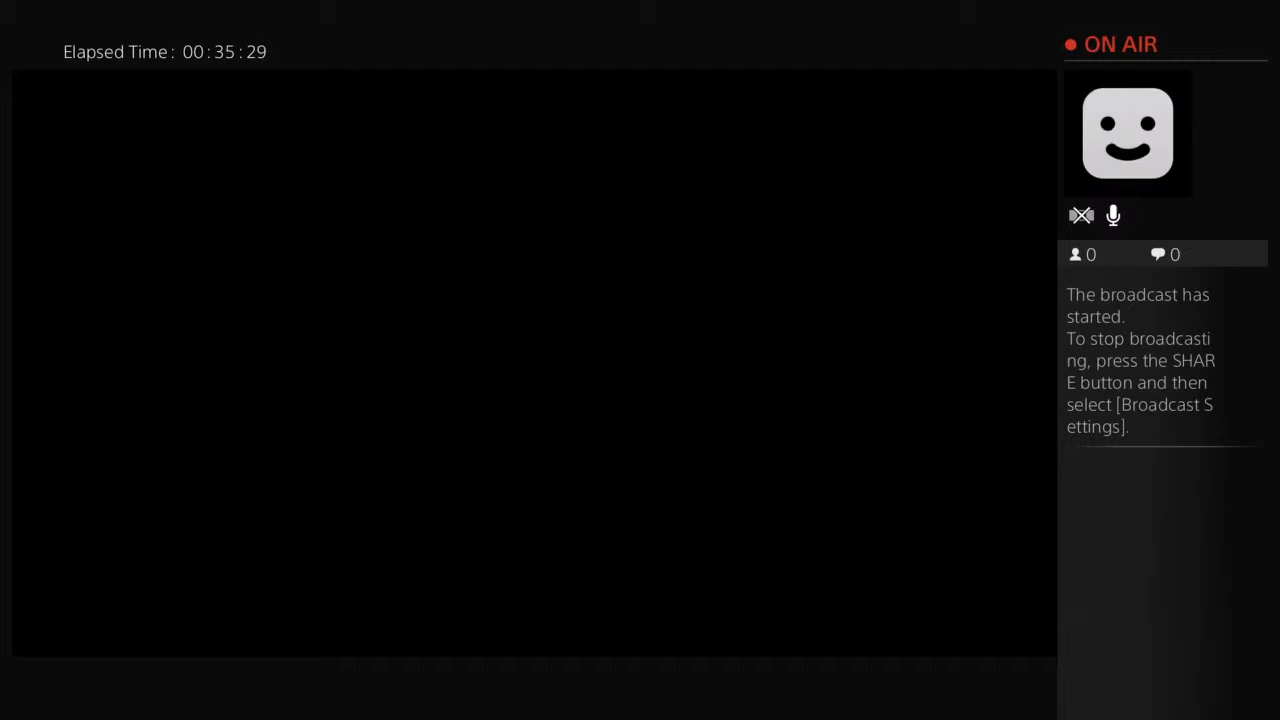 Elapsed Time: 00:35:29
ON AIR
0 0
The broadcast has
started.
To stop broadcasti
ng, press the SHAR
E button and then
select [Broadcast S
ettings].